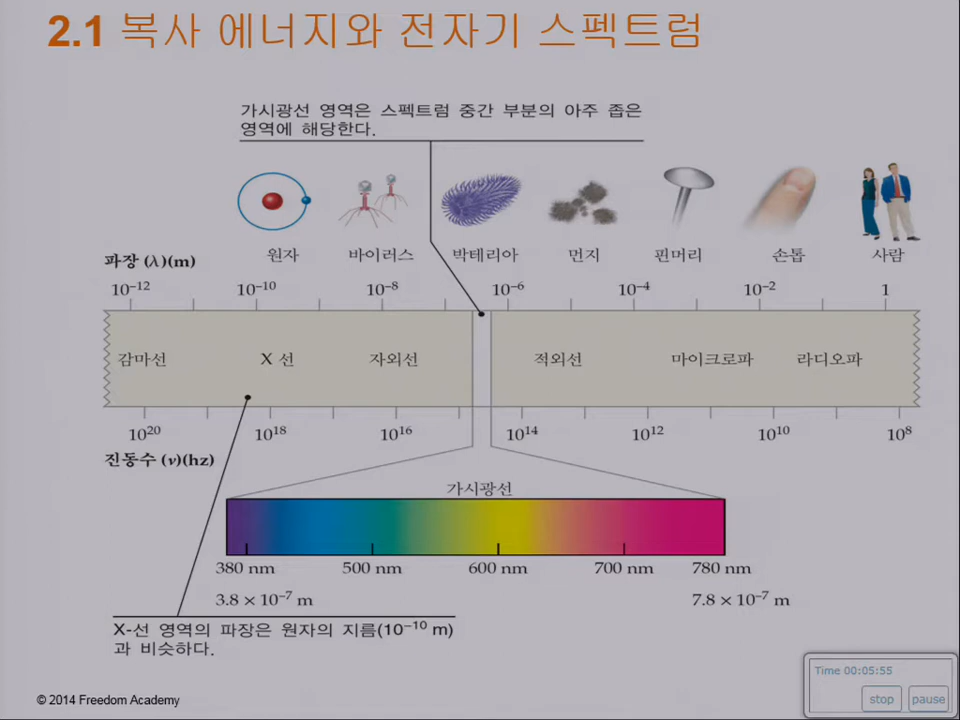 2.1 복사 에너지와 전자기 스펙트럼
가시광선 영역은 스펙트럼 중간 부분의 아주 좁은
영역에 해당한다.
원자 바이러스 박테리아 먼지 핀머리 손톱 사람
파장 (λ)(m)
10⁻¹² 10⁻¹⁰ 10⁻⁸ 10⁻⁶ 10⁻⁴ 10⁻² 1
감마선 X 선 자외선 적외선 마이크로파 라디오파
10²⁰ 10¹⁸ 10¹⁶ 10¹⁴ 10¹² 10¹⁰ 10⁸
진동수 (ν)(hz)
가시광선
380 nm 500 nm 600 nm 700 nm 780 nm
3.8 × 10⁻⁷ m 7.8 × 10⁻⁷ m
X-선 영역의 파장은 원자의 지름(10⁻¹⁰ m)
과 비슷하다.
Time 00:05:55
stop pause
© 2014 Freedom Academy